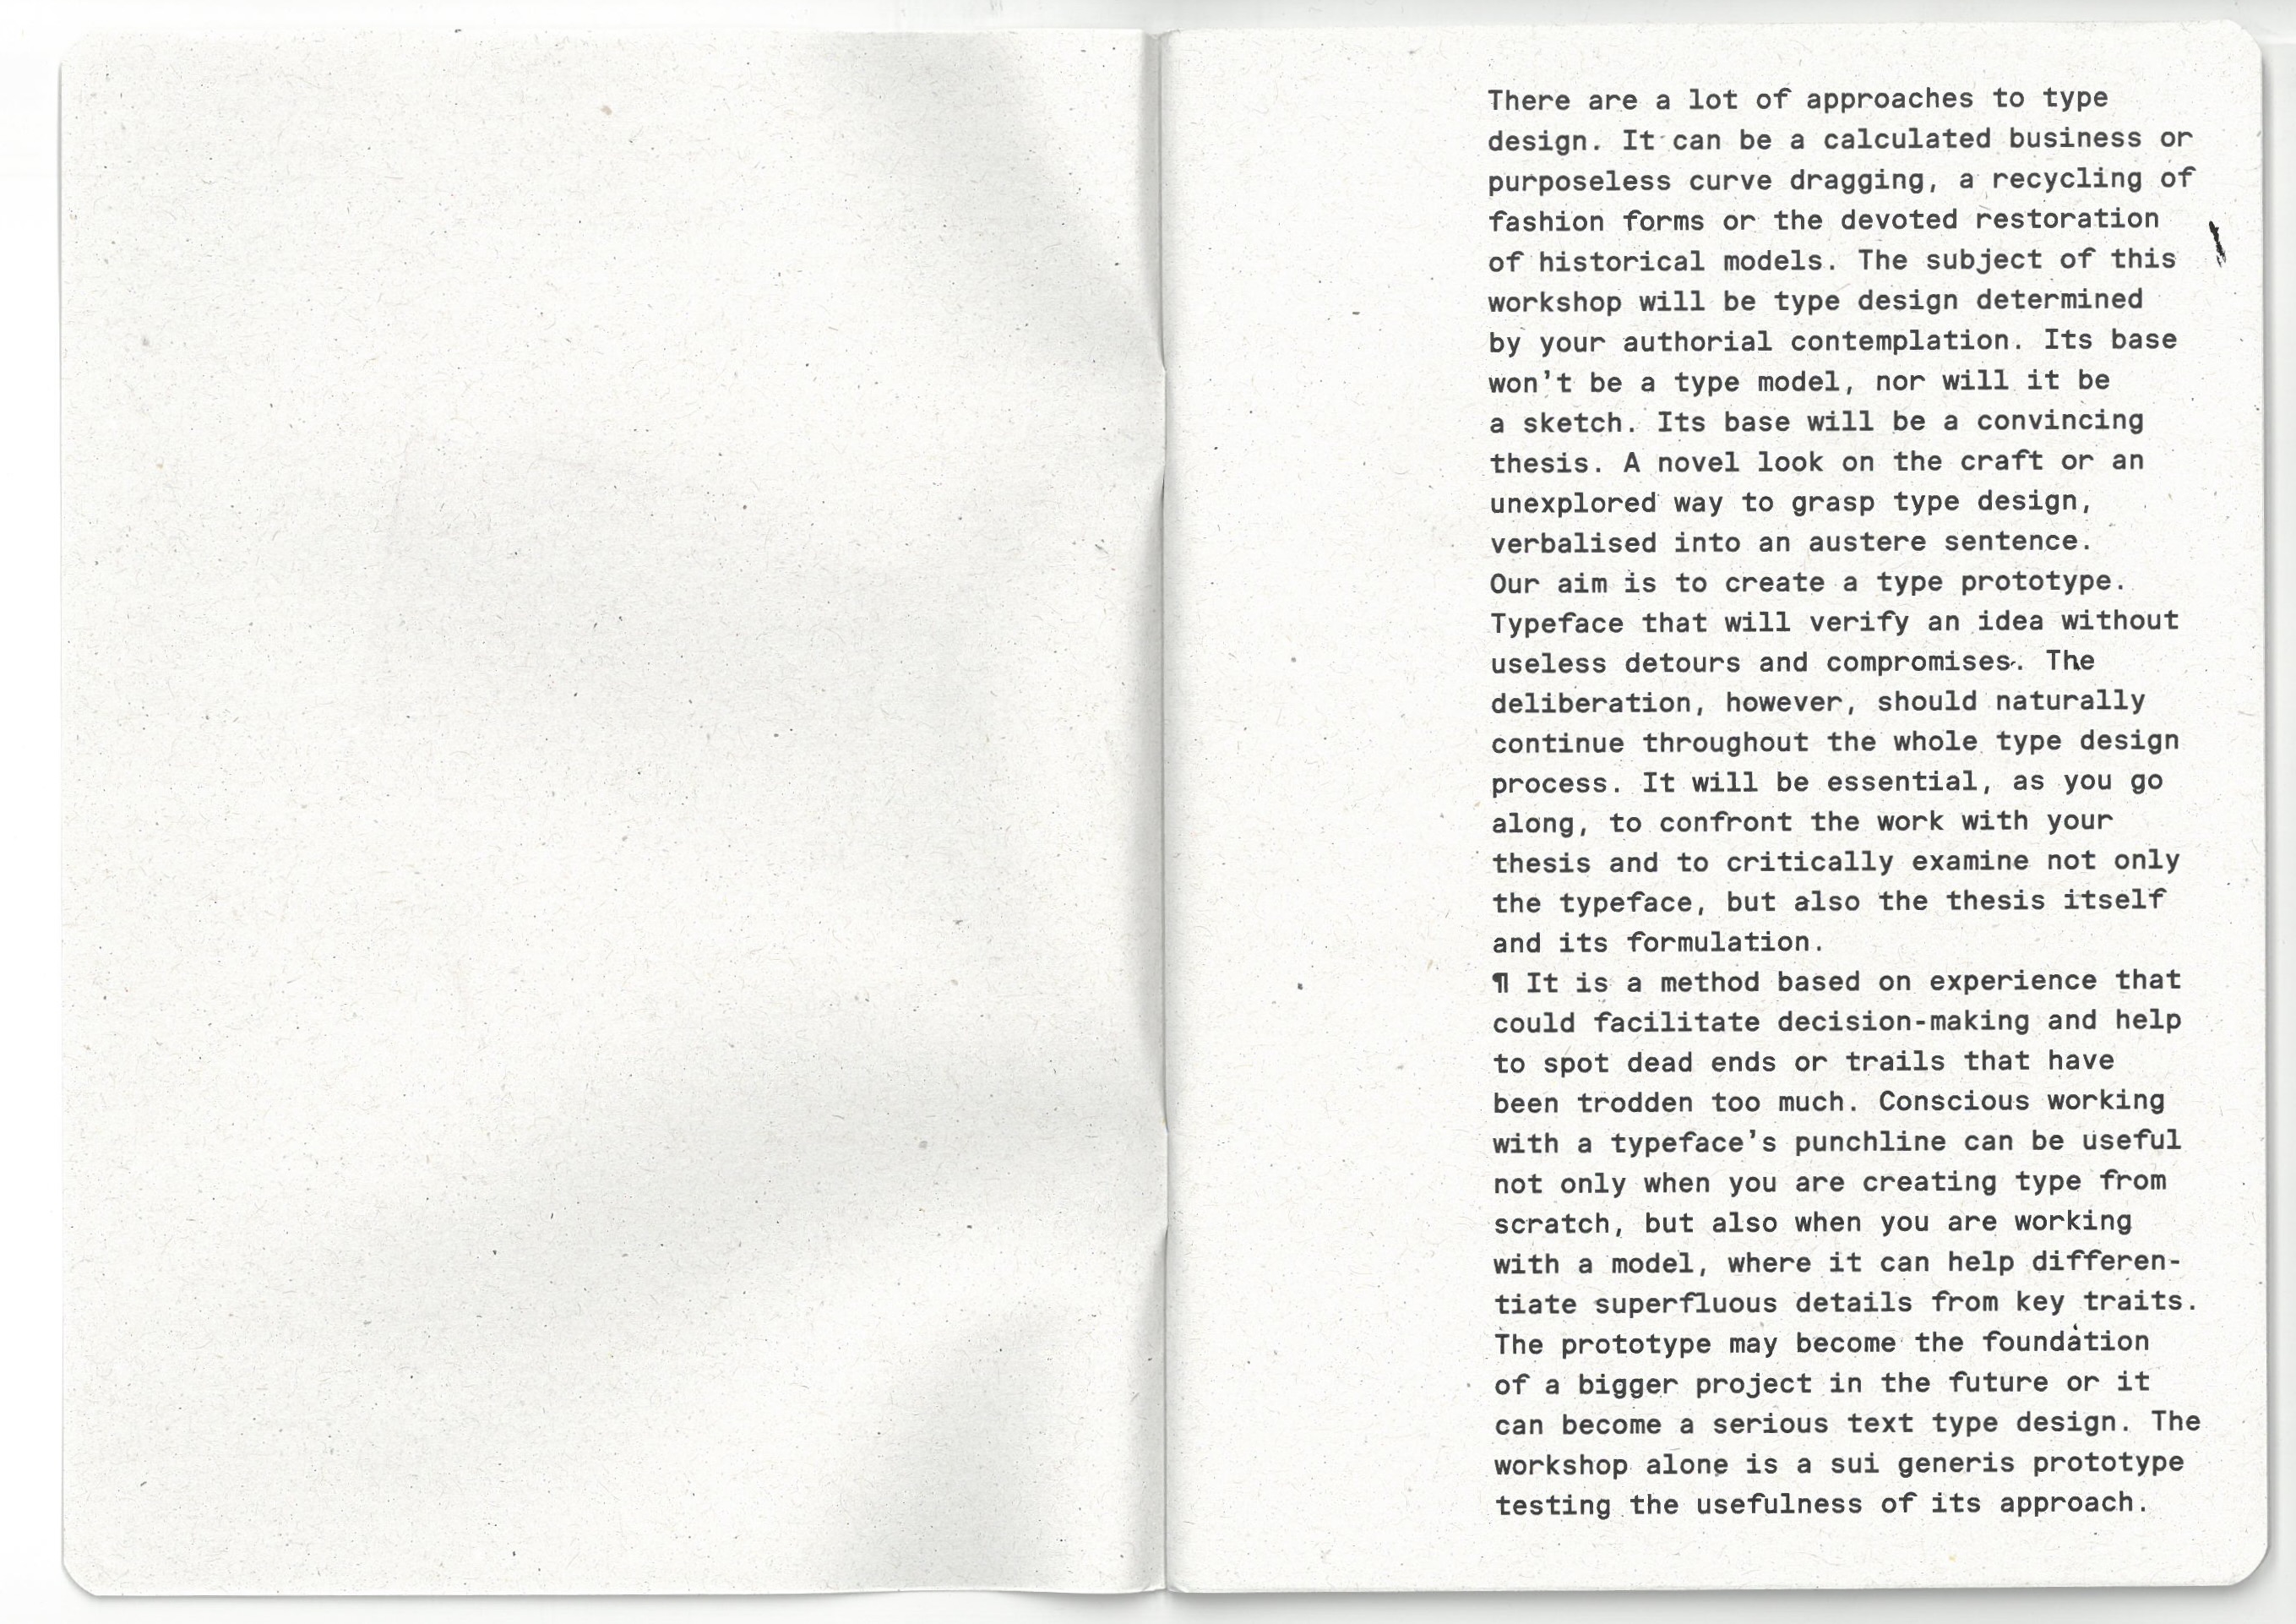 There are a lot of approaches to type
design. It can be a calculated business or
purposeless curve dragging, a recycling of
fashion forms or the devoted restoration
of historical models. The subject of this
workshop will be type design determined
by your authorial contemplation. Its base
won’t be a type model, nor will it be
a sketch. Its base will be a convincing
thesis. A novel look on the craft or an
unexplored way to grasp type design,
verbalised into an austere sentence.
Our aim is to create a type prototype.
Typeface that will verify an idea without
useless detours and compromises. The
deliberation, however, should naturally
continue throughout the whole type design
process. It will be essential, as you go
along, to confront the work with your
thesis and to critically examine not only
the typeface, but also the thesis itself
and its formulation.
¶ It is a method based on experience that
could facilitate decision-making and help
to spot dead ends or trails that have
been trodden too much. Conscious working
with a typeface’s punchline can be useful
not only when you are creating type from
scratch, but also when you are working
with a model, where it can help differen-
tiate superfluous details from key traits.
The prototype may become the foundation
of a bigger project in the future or it
can become a serious text type design. The
workshop alone is a sui generis prototype
testing the usefulness of its approach.